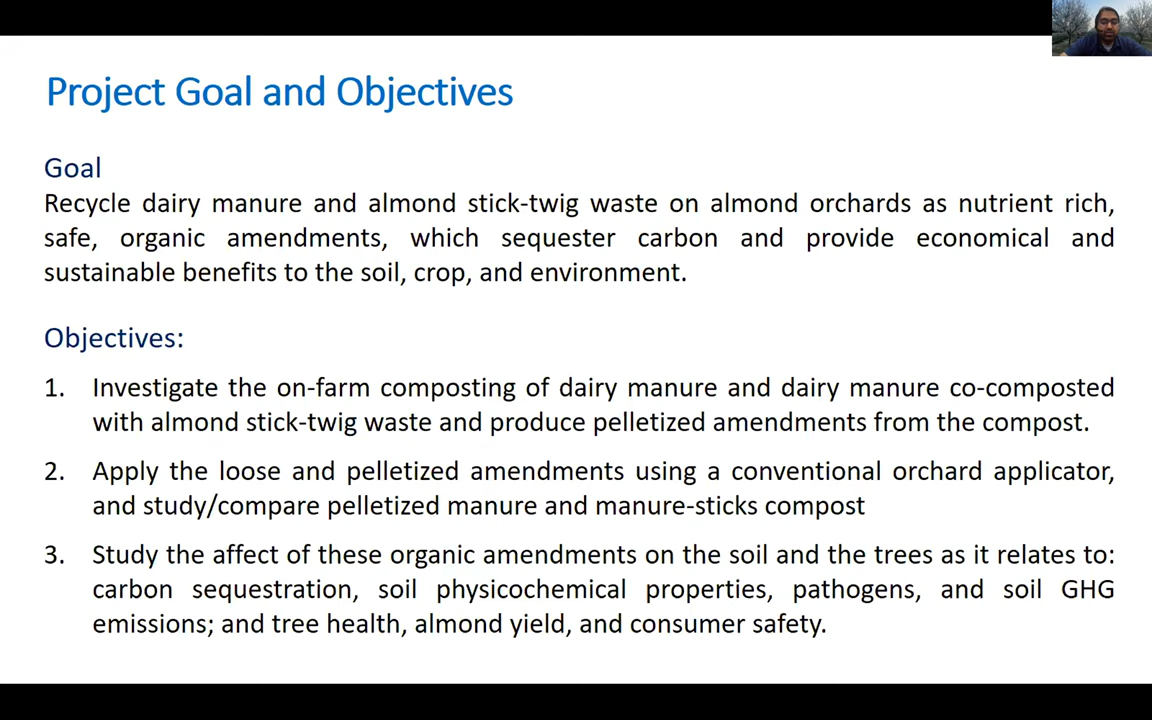 Project Goal and Objectives
Goal
Recycle dairy manure and almond stick-twig waste on almond orchards as nutrient rich,
safe, organic amendments, which sequester carbon and provide economical and
sustainable benefits to the soil, crop, and environment.
Objectives:
1. Investigate the on-farm composting of dairy manure and dairy manure co-composted
with almond stick-twig waste and produce pelletized amendments from the compost.
2. Apply the loose and pelletized amendments using a conventional orchard applicator,
and study/compare pelletized manure and manure-sticks compost
3. Study the affect of these organic amendments on the soil and the trees as it relates to:
carbon sequestration, soil physicochemical properties, pathogens, and soil GHG
emissions; and tree health, almond yield, and consumer safety.